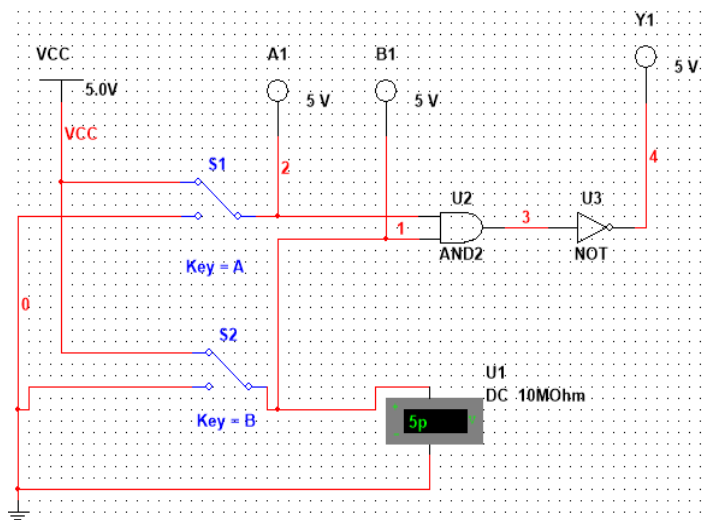 Y1
VCC
A1
B1
5 V
5.0V
5 V
5 V
VCC
S1
2
4
U2
U3
1
3
AND2
NOT
Key = A
0
S2
U1
DC 10MOhm
Key = B
+
5p
V
-